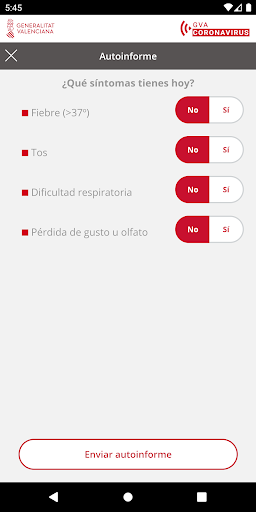 5:45
GENERALITAT
VALENCIANA
GVA
CORONAVIRUS
Autoinforme
¿Qué síntomas tienes hoy?
Fiebre (>37º) No Sí
Tos No Sí
Dificultad respiratoria No Sí
Pérdida de gusto u olfato No Sí
Enviar autoinforme